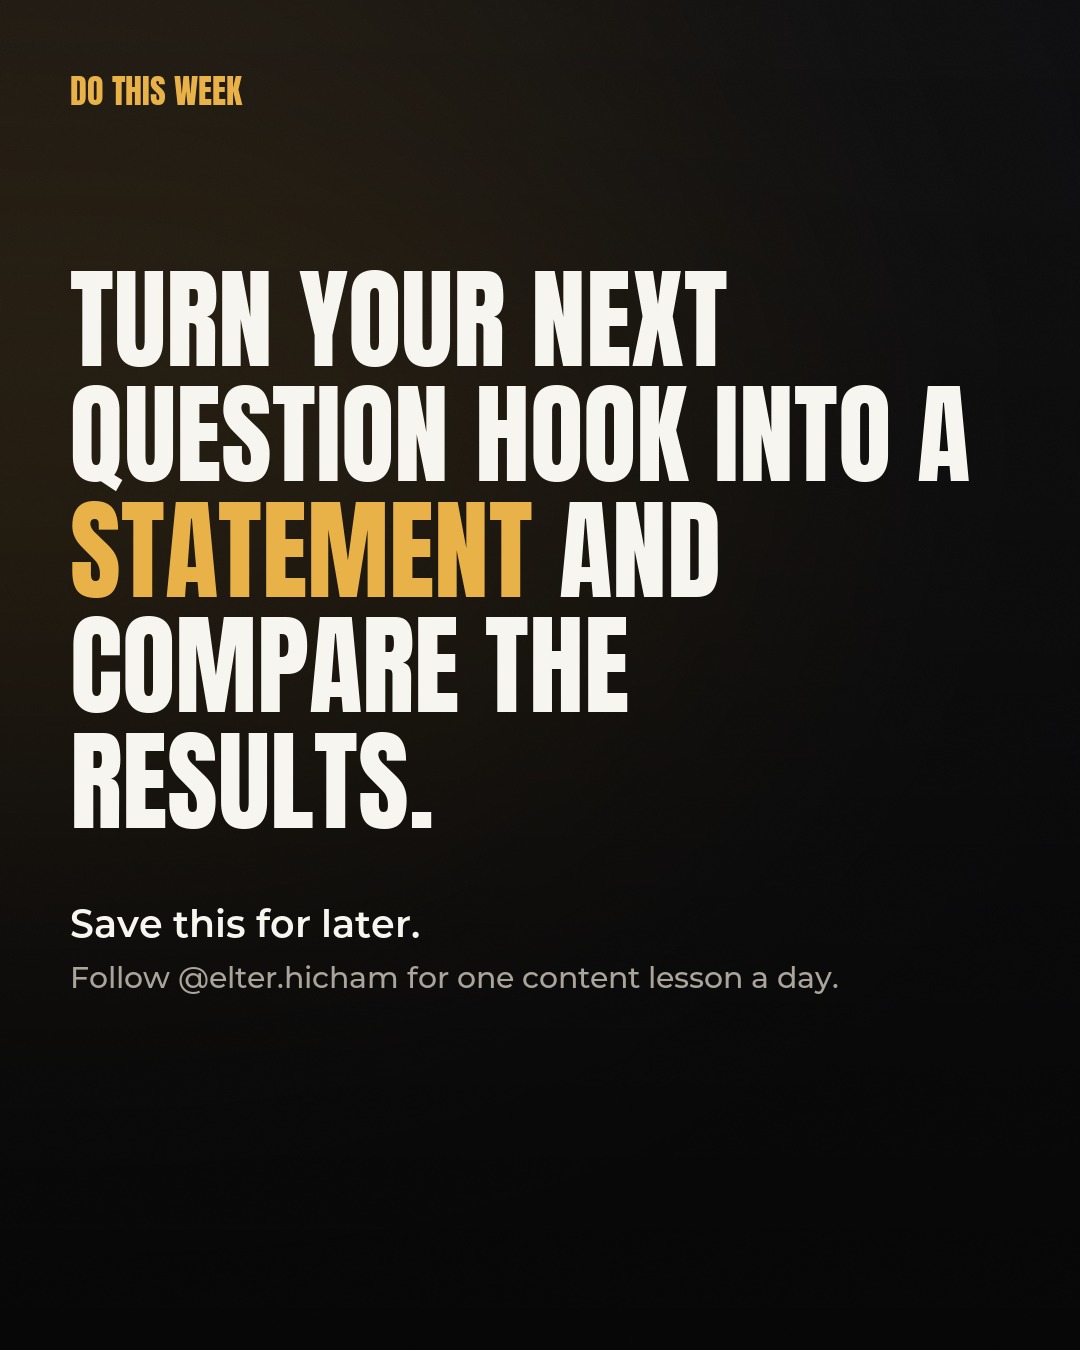 DO THIS WEEK
TURN YOUR NEXT
QUESTION HOOK INTO A
STATEMENT AND
COMPARE THE
RESULTS.
Save this for later.
Follow @elter.hicham for one content lesson a day.